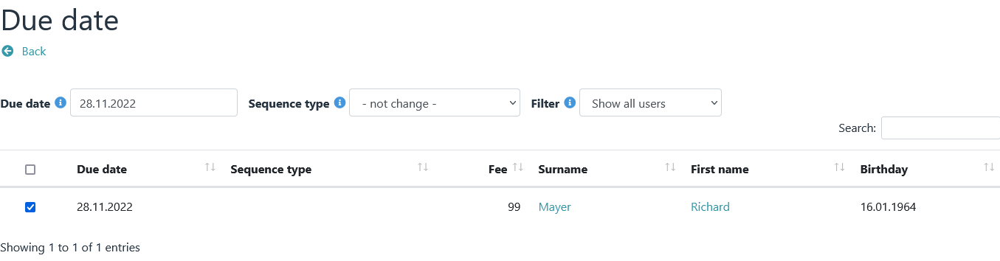 Due date
Back
Due date 28.11.2022 Sequence type - not change - Filter Show all users
Search:
Due date Sequence type Fee Surname First name Birthday
28.11.2022 99 Mayer Richard 16.01.1964
Showing 1 to 1 of 1 entries